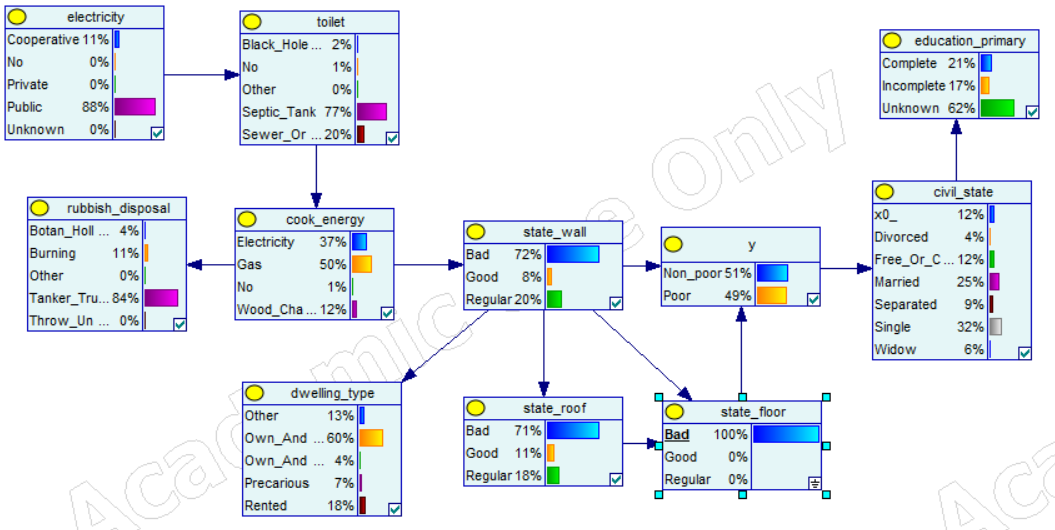 electricity
Cooperative 11%
No 0%
Private 0%
Public 88%
Unknown 0%
toilet
Black_Hole ... 2%
No 1%
Other 0%
Septic_Tank 77%
Sewer_Or ... 20%
education_primary
Complete 21%
Incomplete 17%
Unknown 62%
rubbish_disposal
Botan_Holl ... 4%
Burning 11%
Other 0%
Tanker_Tru... 84%
Throw_Un ... 0%
cook_energy
Electricity 37%
Gas 50%
No 1%
Wood_Cha... 12%
state_wall
Bad 72%
Good 8%
Regular 20%
y
Non_poor 51%
Poor 49%
civil_state
x0_ 12%
Divorced 4%
Free_Or_C... 12%
Married 25%
Separated 9%
Single 32%
Widow 6%
dwelling_type
Other 13%
Own_And ... 60%
Own_And ... 4%
Precarious 7%
Rented 18%
state_roof
Bad 71%
Good 11%
Regular 18%
state_floor
Bad 100%
Good 0%
Regular 0%
Academic Use Only
Aca